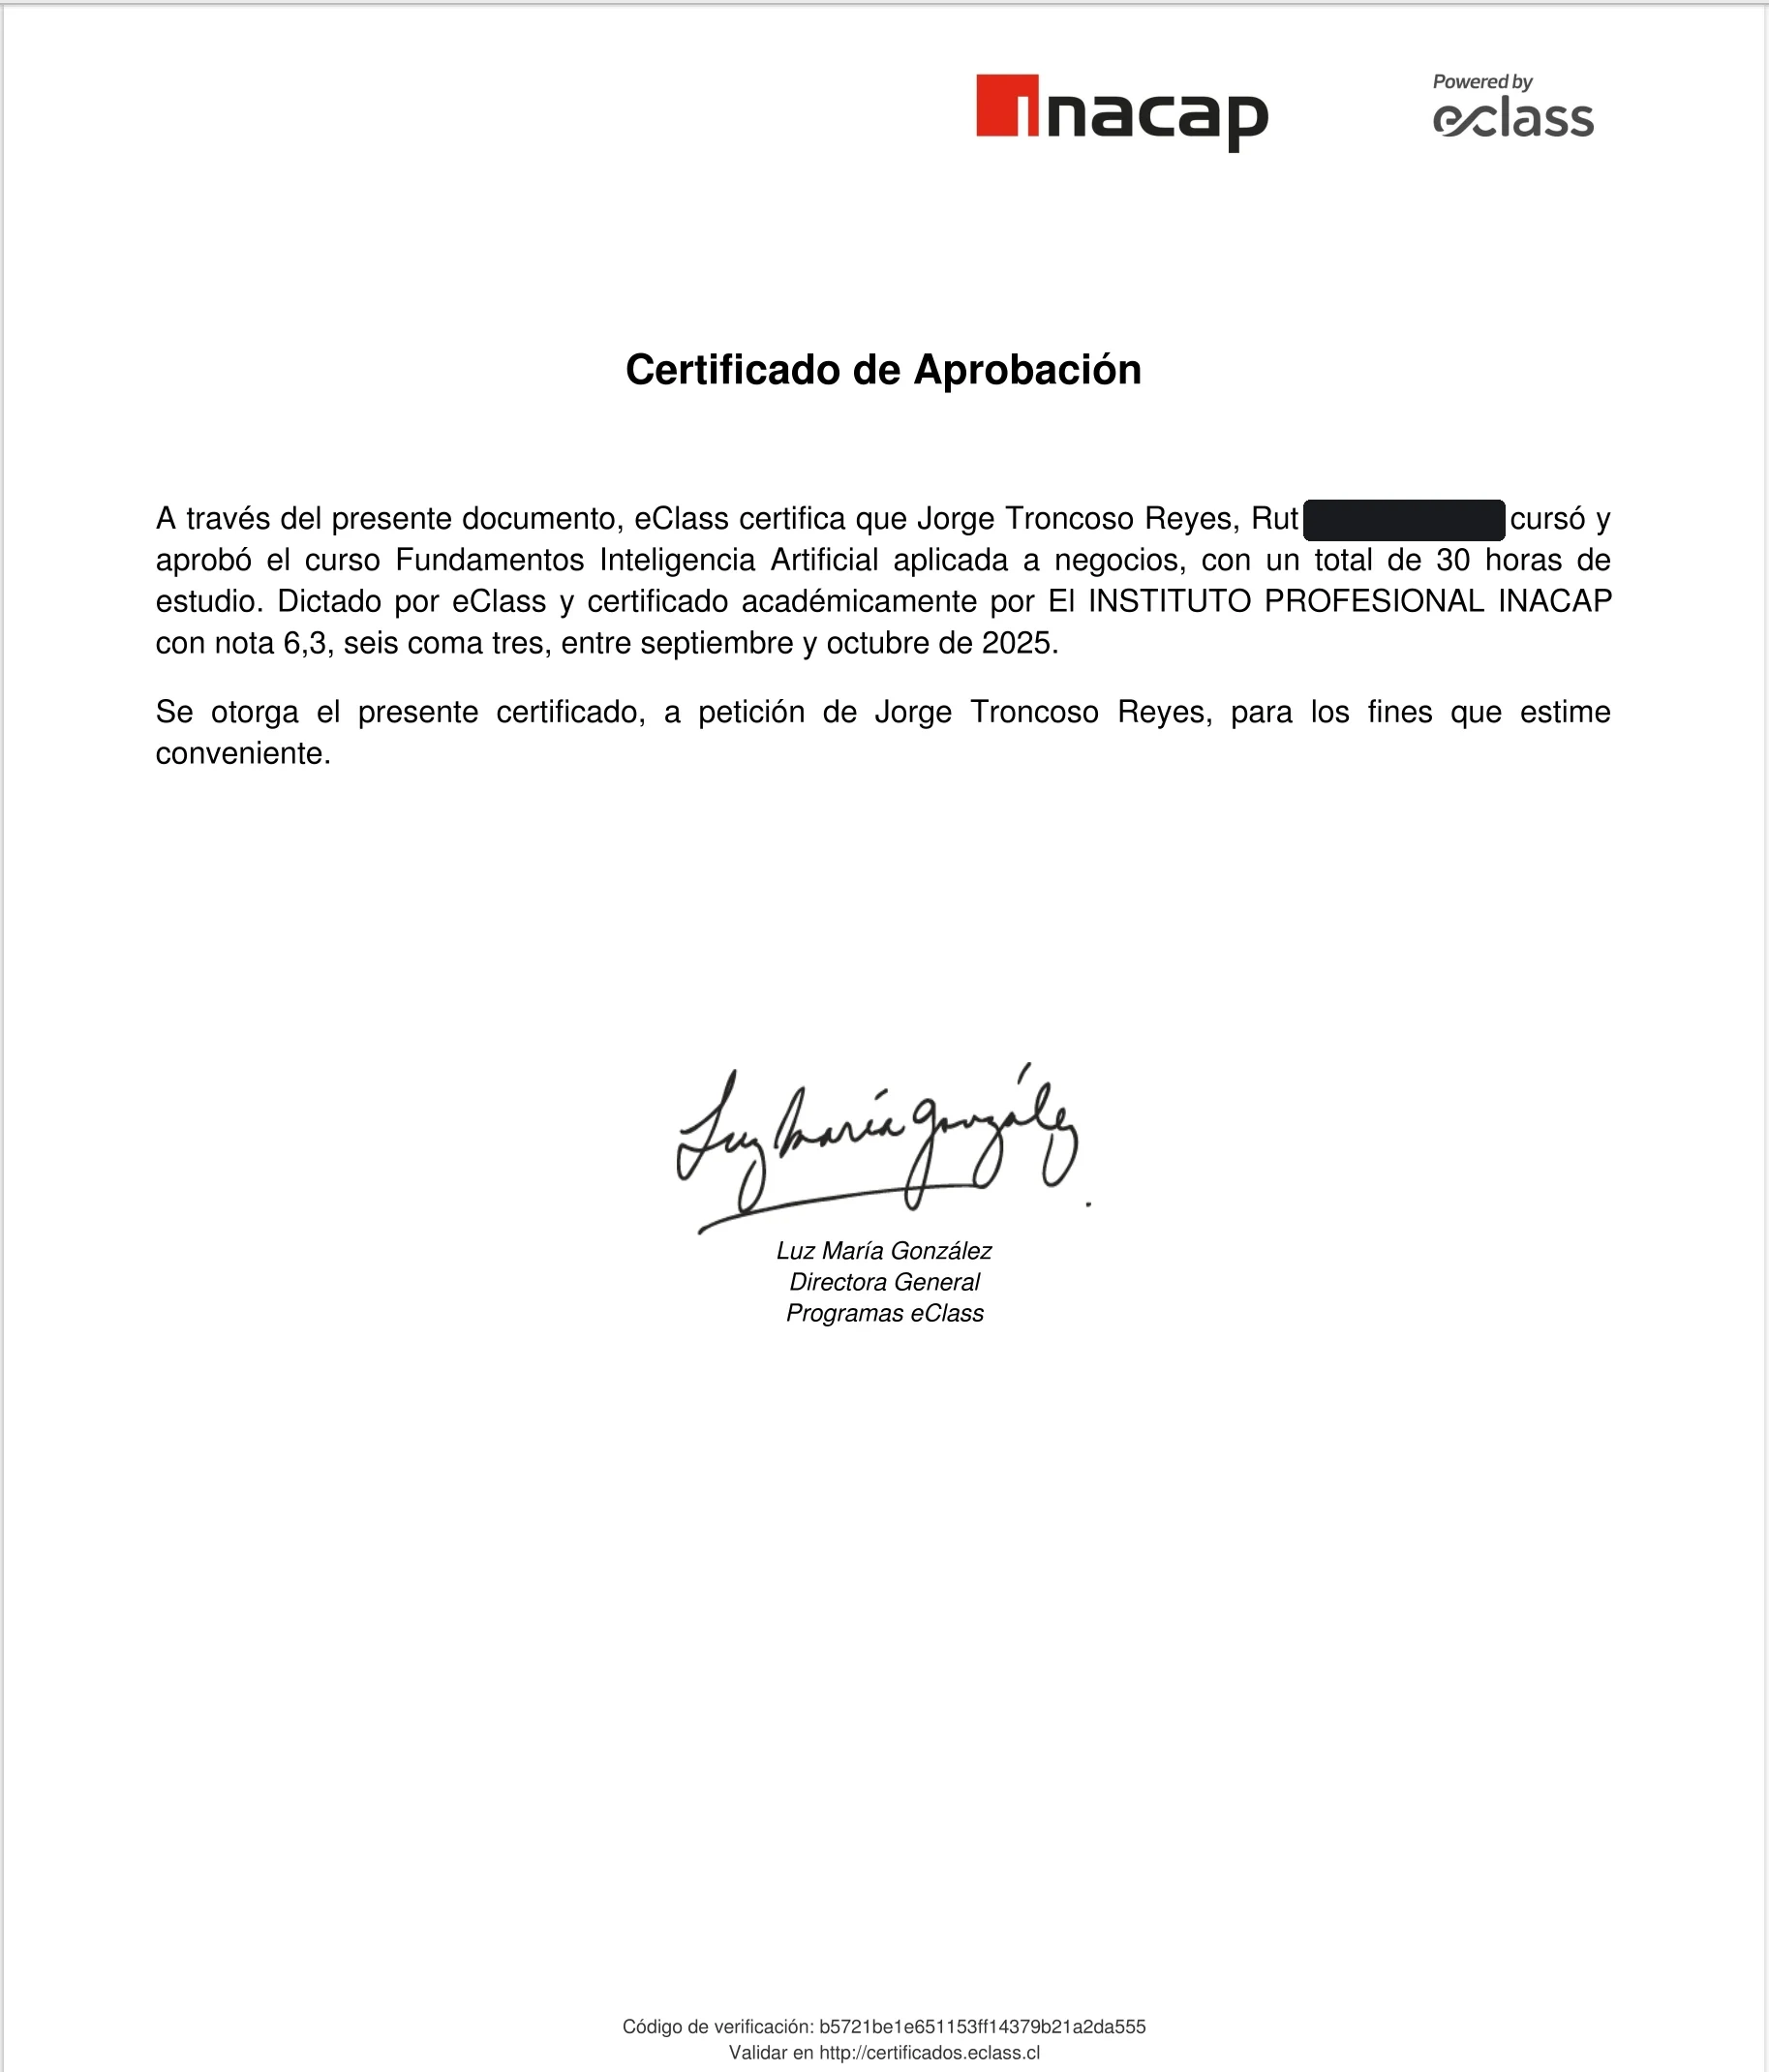 ınacap
Powered by
eclass
Certificado de Aprobación
A través del presente documento, eClass certifica que Jorge Troncoso Reyes, Rut cursó y
aprobó el curso Fundamentos Inteligencia Artificial aplicada a negocios, con un total de 30 horas de
estudio. Dictado por eClass y certificado académicamente por El INSTITUTO PROFESIONAL INACAP
con nota 6,3, seis coma tres, entre septiembre y octubre de 2025.
Se otorga el presente certificado, a petición de Jorge Troncoso Reyes, para los fines que estime
conveniente.
Luz María González
Luz María González
Directora General
Programas eClass
Código de verificación: b5721be1e651153ff14379b21a2da555
Validar en http://certificados.eclass.cl